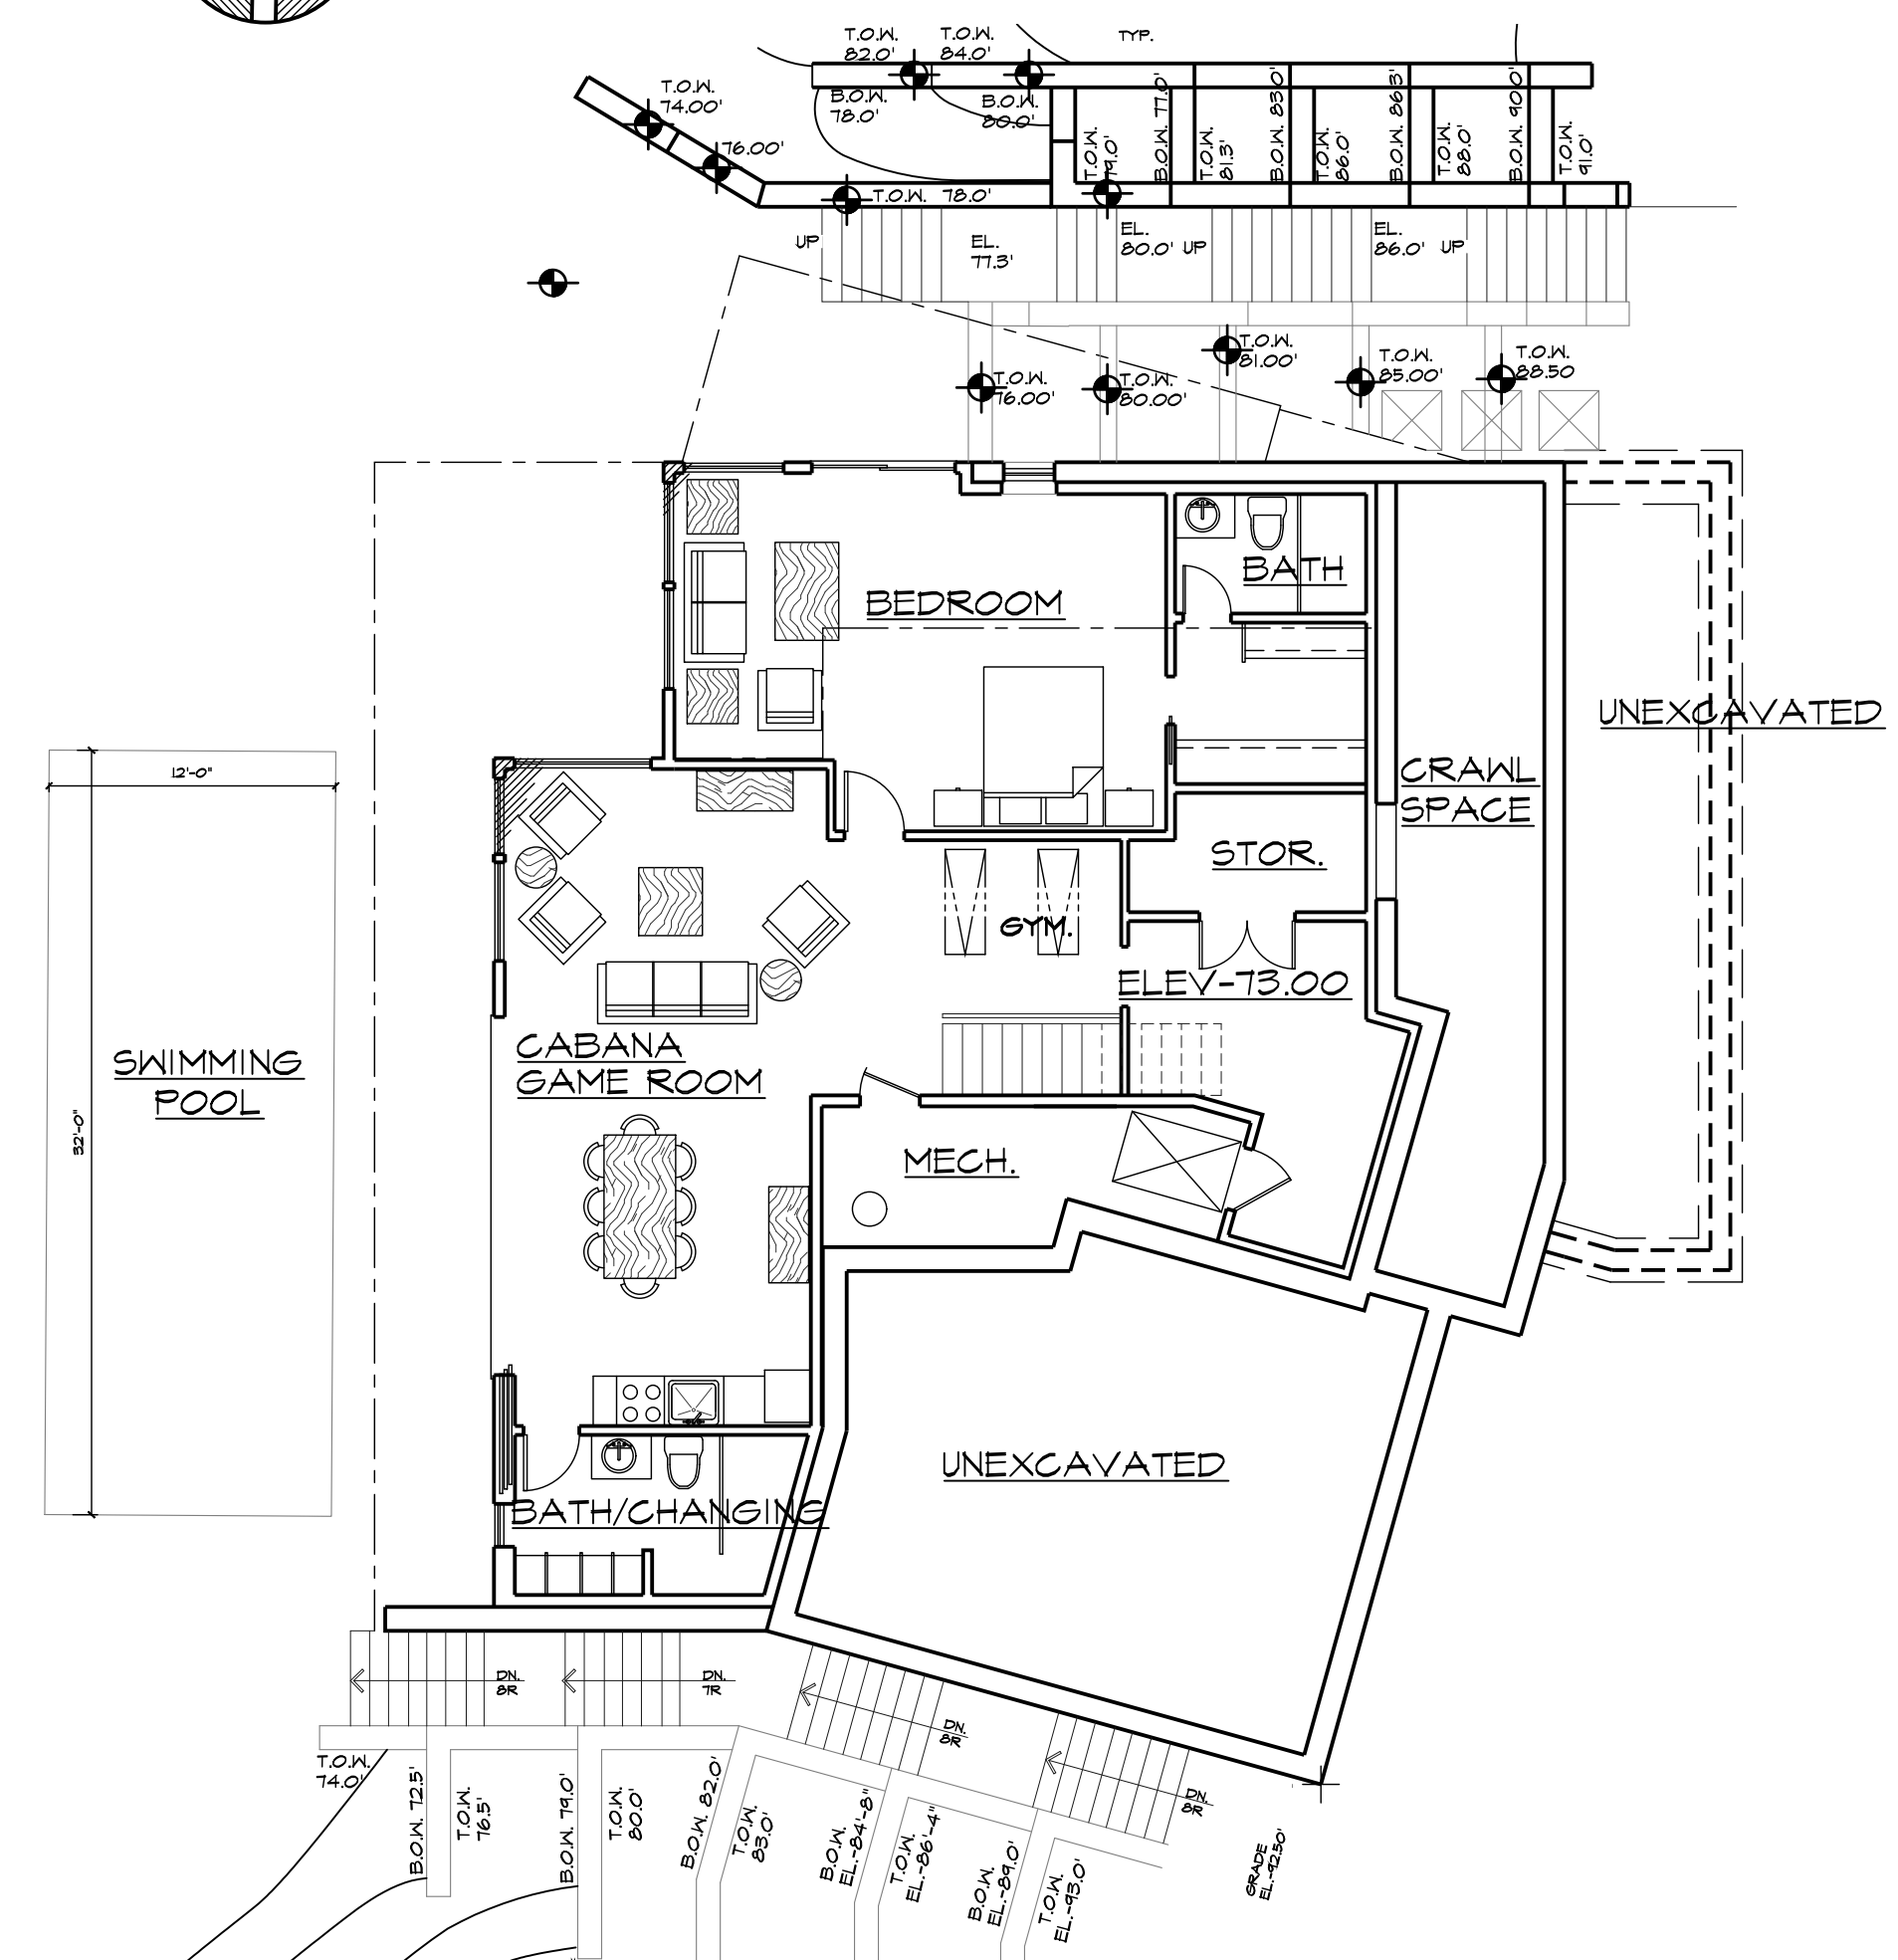 T.O.W.
82.0'
T.O.W.
84.0'
TYP.
T.O.W.
74.00'
76.00'
B.O.W.
78.0'
B.O.W.
80.0'
T.O.W.
79.0'
B.O.W. 77.0'
T.O.W.
81.3'
B.O.W. 83.0'
T.O.W.
86.0'
B.O.W. 86.3'
T.O.W.
88.0'
B.O.W. 90.0'
T.O.W.
91.0'
T.O.W. 78.0'
UP
EL.
77.3'
EL.
80.0' UP
EL.
86.0' UP
T.O.W.
76.00'
T.O.W.
80.00'
T.O.W.
81.00'
T.O.W.
85.00'
T.O.W.
88.50
BATH
BEDROOM
UNEXCAVATED
CRAWL
SPACE
12'-0"
STOR.
GYM.
ELEV-73.00
CABANA
GAME ROOM
SWIMMING
POOL
32'-0"
MECH.
UNEXCAVATED
BATH/CHANGING
DN.
8R
DN.
7R
DN.
8R
DN.
8R
T.O.W.
74.0'
B.O.W. 72.5'
T.O.W.
76.5'
B.O.W. 79.0'
T.O.W.
80.0'
B.O.W. 82.0'
T.O.W.
83.0'
B.O.W.
EL.-84'-8"
T.O.W.
EL.-86'-4"
B.O.W.
EL.-89.0'
T.O.W.
EL.-93.0'
GRADE
EL.-92.50'